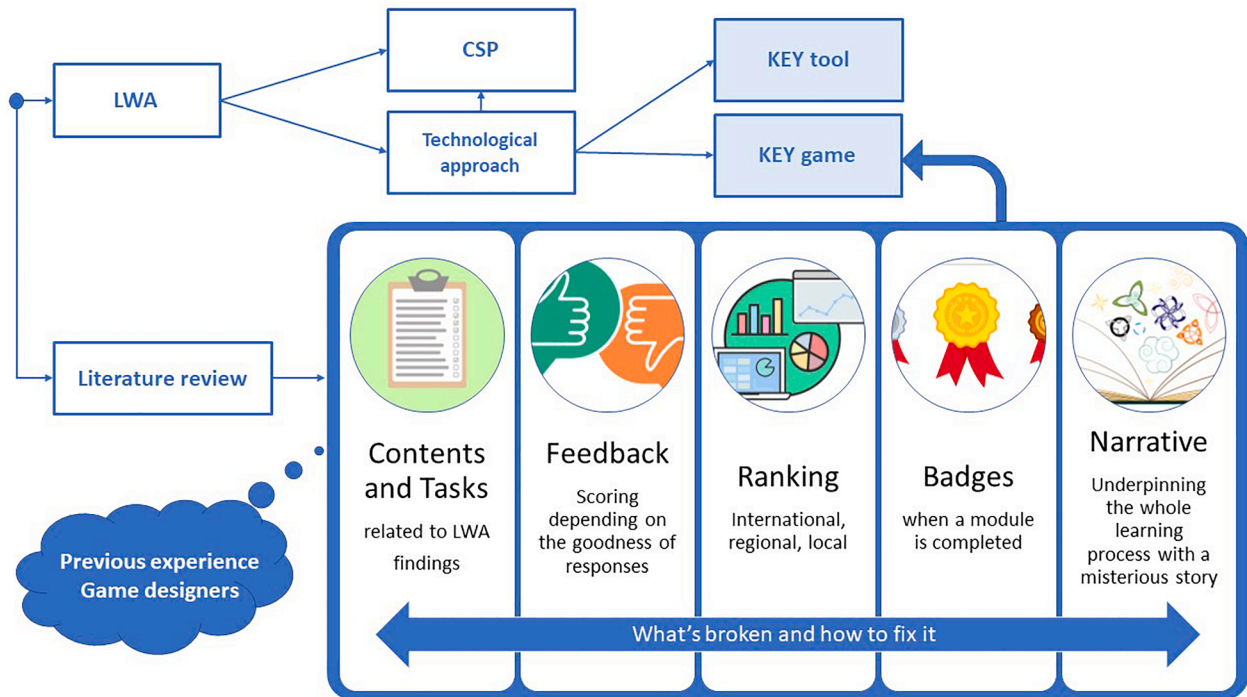 CSP
KEY tool
LWA
Technological
approach
KEY game
Literature review
Contents
and Tasks
related to LWA
findings
Feedback
Scoring
depending on
the goodness of
responses
Ranking
International,
regional, local
Badges
when a module
is completed
Narrative
Underpinning
the whole
learning
process with a
misterious story
Previous experience
Game designers
What's broken and how to fix it